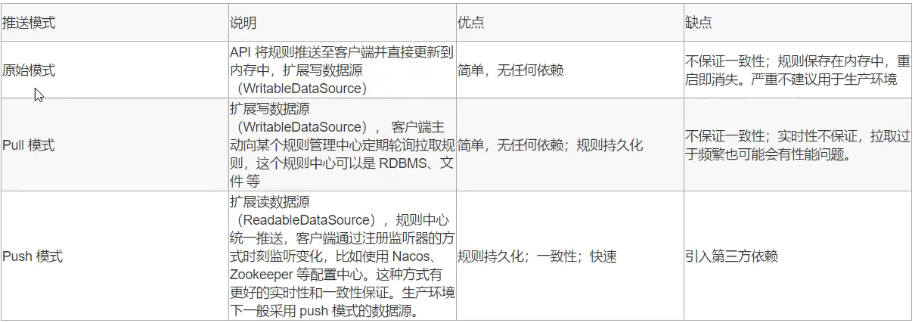 推送模式 说明 优点 缺点
原始模式
API 将规则推送至客户端并直接更新到
内存中，扩展写数据源
（WritableDataSource）
简单，无任何依赖
不保证一致性；规则保存在内存中，重
启即消失。严重不建议用于生产环境
Pull 模式
扩展写数据源
（WritableDataSource）， 客户端主
动向某个规则管理中心定期轮询拉取规
则，这个规则中心可以是 RDBMS、文
件 等
简单，无任何依赖；规则持久化
不保证一致性；实时性不保证，拉取过
于频繁也可能会有性能问题。
Push 模式
扩展读数据源
（ReadableDataSource），规则中心
统一推送，客户端通过注册监听器的方
式时刻监听变化，比如使用 Nacos、
Zookeeper 等配置中心。这种方式有
更好的实时性和一致性保证。生产环境
下一般采用 push 模式的数据源。
规则持久化；一致性；快速
引入第三方依赖